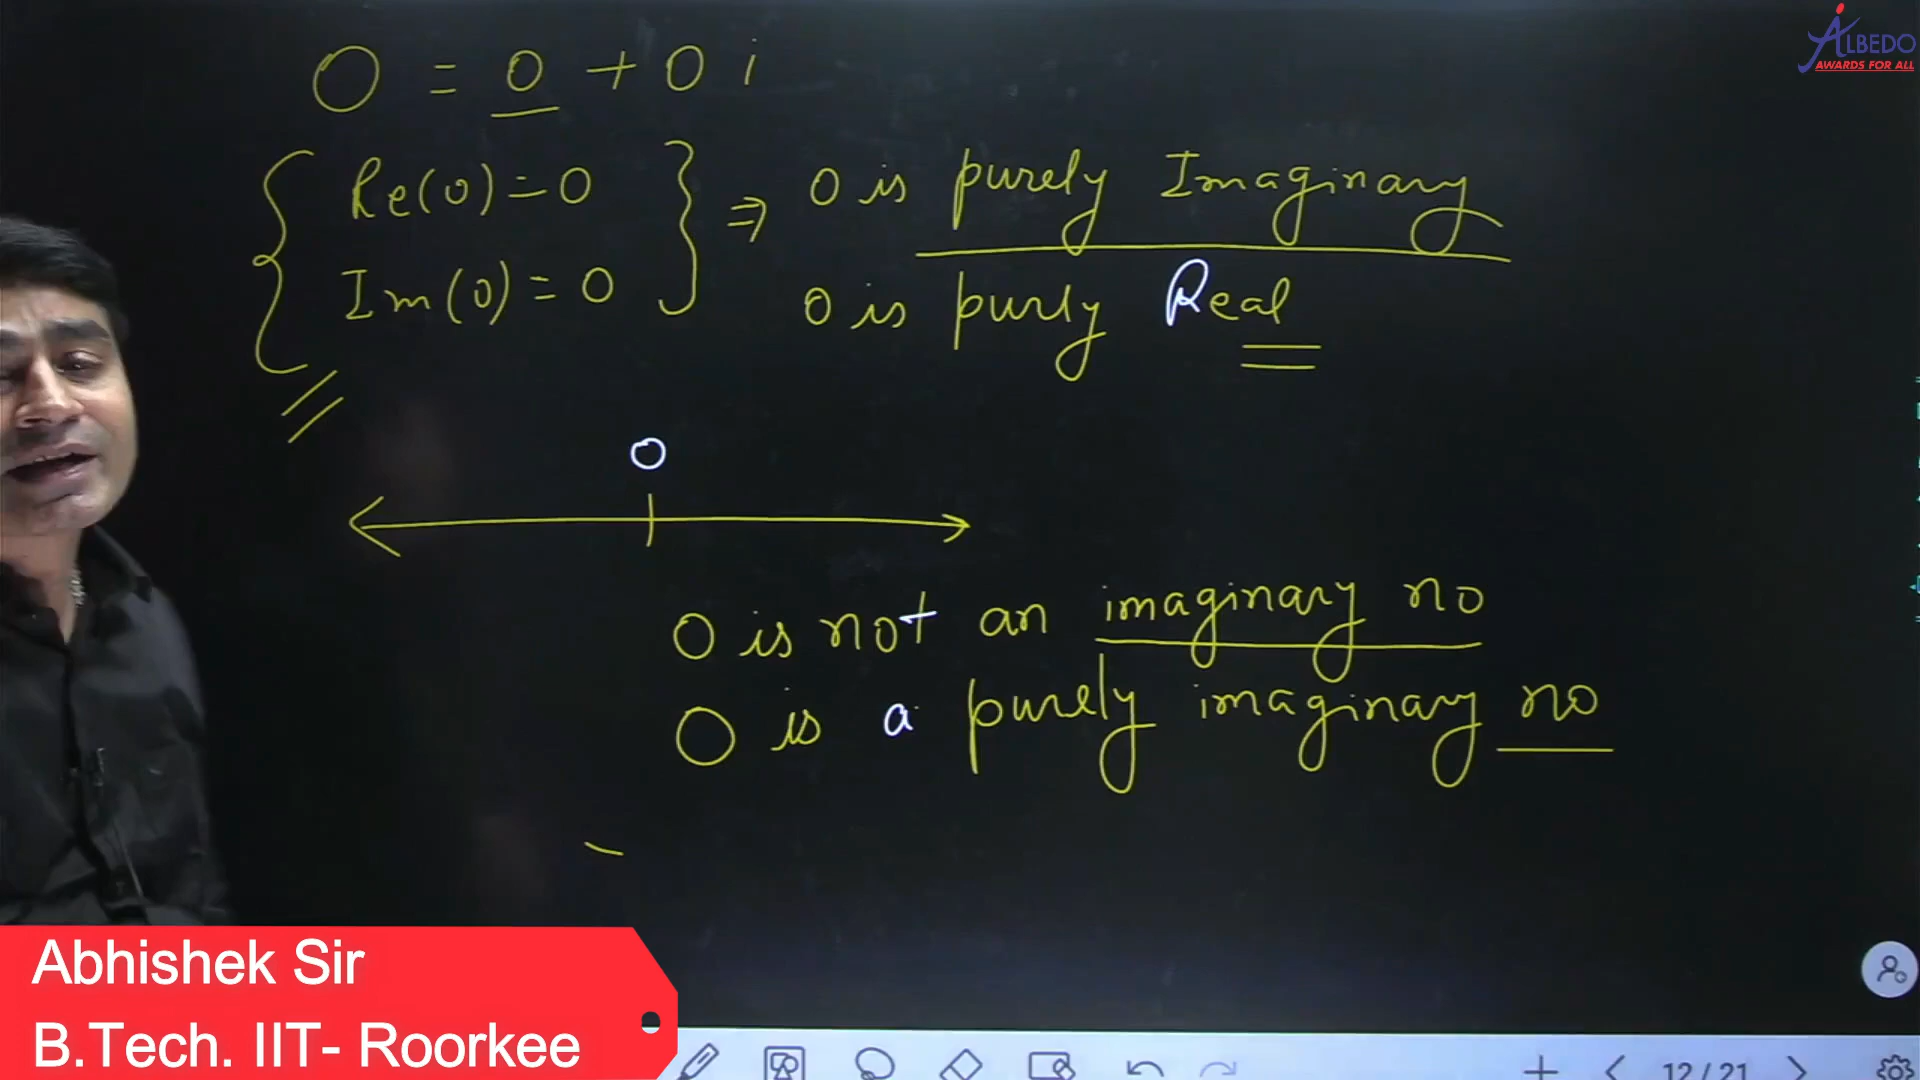 ALBEDO
AWARDS FOR ALL
0 = 0 + 0 i
Re(0) = 0
Im(0) = 0
⇒ 0 is purely Imaginary
0 is purly Real
0
0 is not an imaginary no
0 is a purely imaginary no
Abhishek Sir
B.Tech. IIT- Roorkee
12 / 21